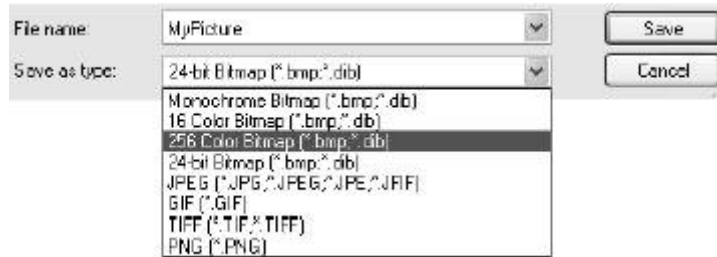 File name: MyPicture Save
Save as type: 24-bit Bitmap (*.bmp;*.dib) Cancel
Monochrome Bitmap (*.bmp;*.dib)
16 Color Bitmap (*.bmp;*.dib)
256 Color Bitmap (*.bmp;*.dib)
24-bit Bitmap (*.bmp;*.dib)
JPEG (*.JPG;*.JPEG;*.JPE;*.JFIF)
GIF (*.GIF)
TIFF (*.TIF;*.TIFF)
PNG (*.PNG)